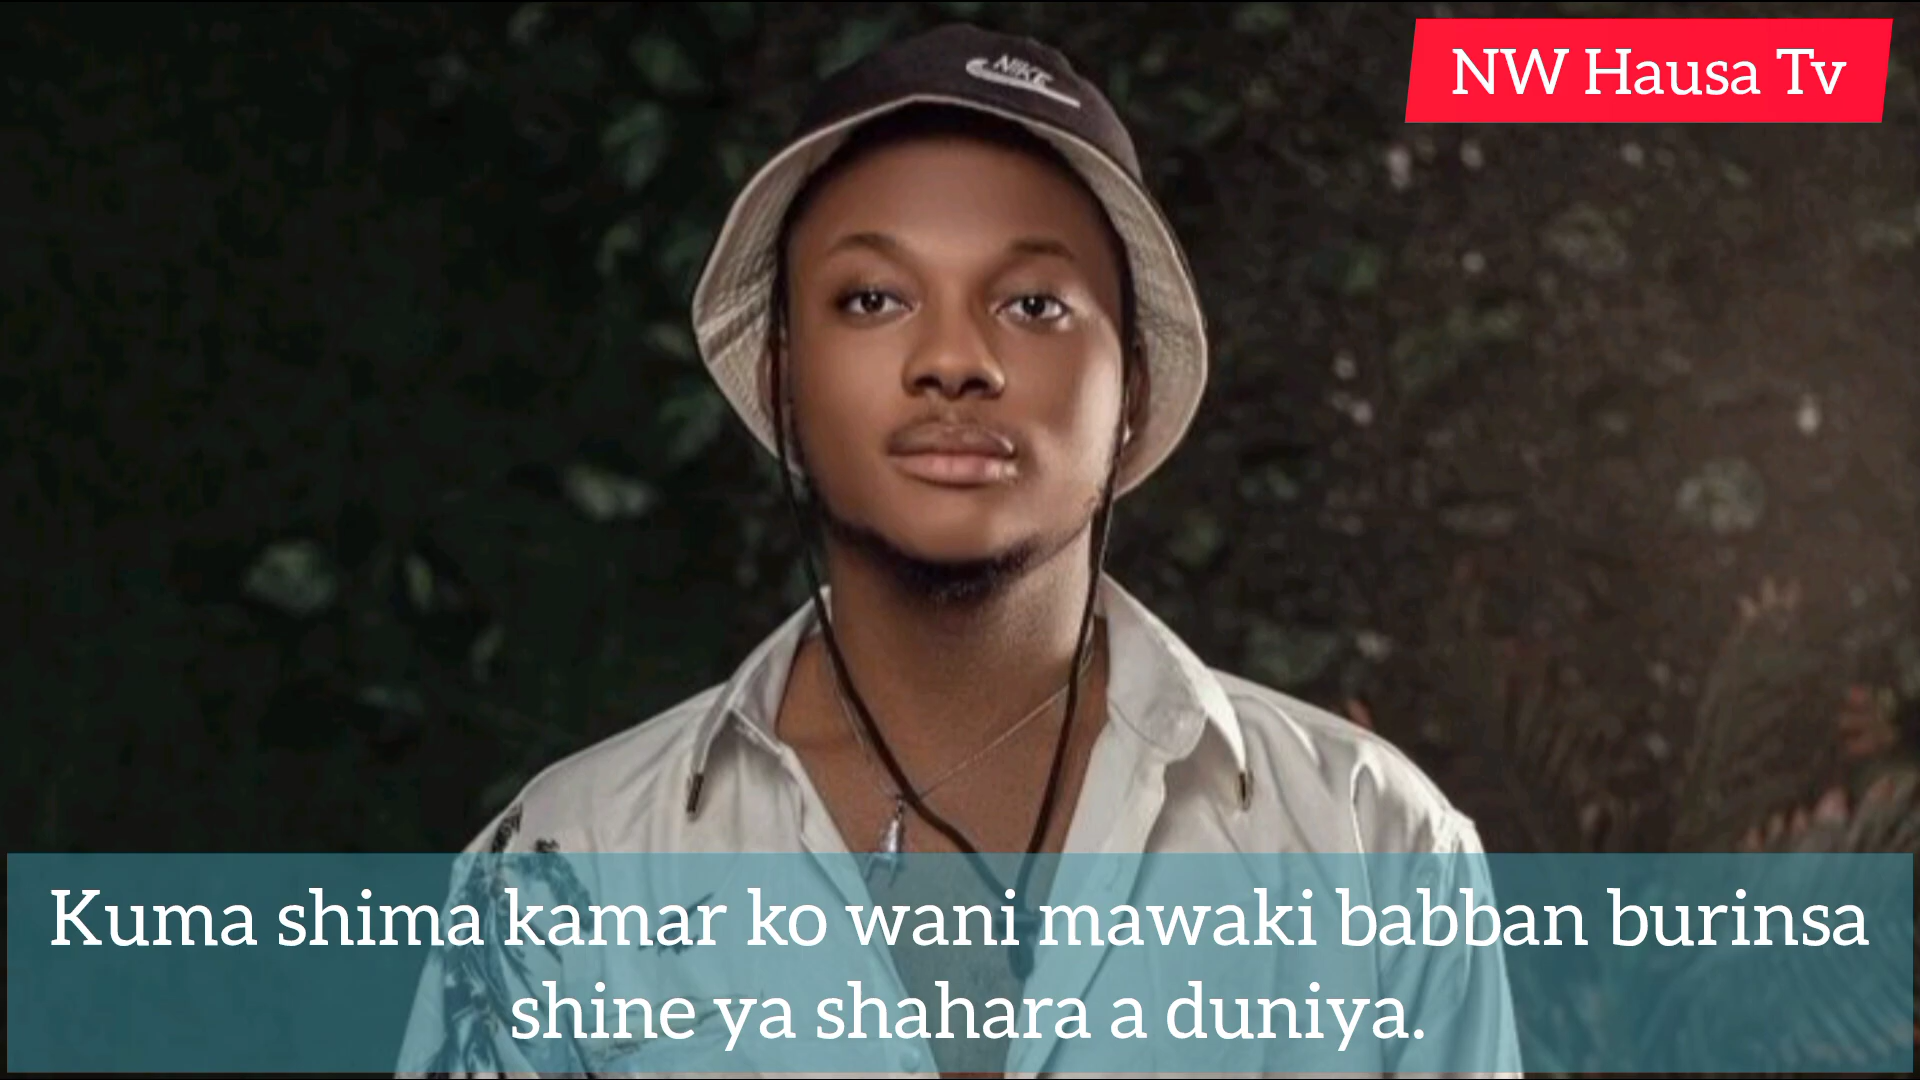 NIKE
NW Hausa Tv
Kuma shima kamar ko wani mawaki babban burinsa
shine ya shahara a duniya.